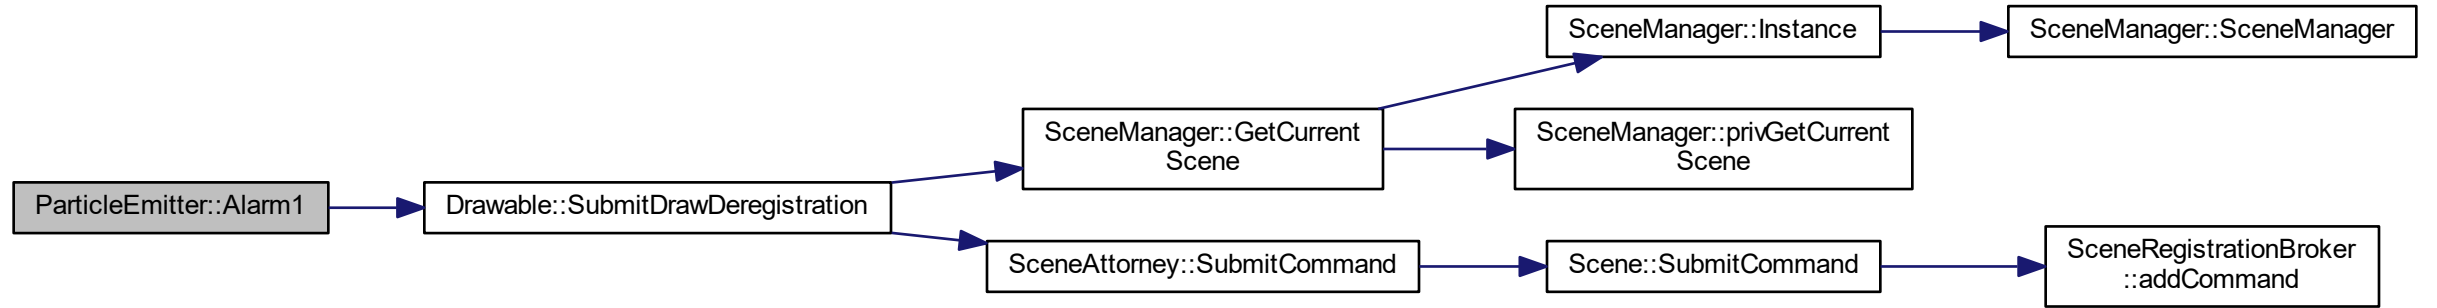 SceneManager::Instance
SceneManager::SceneManager
SceneManager::GetCurrent
Scene
SceneManager::privGetCurrent
Scene
ParticleEmitter::Alarm1
Drawable::SubmitDrawDeregistration
SceneAttorney::SubmitCommand
Scene::SubmitCommand
SceneRegistrationBroker
::addCommand